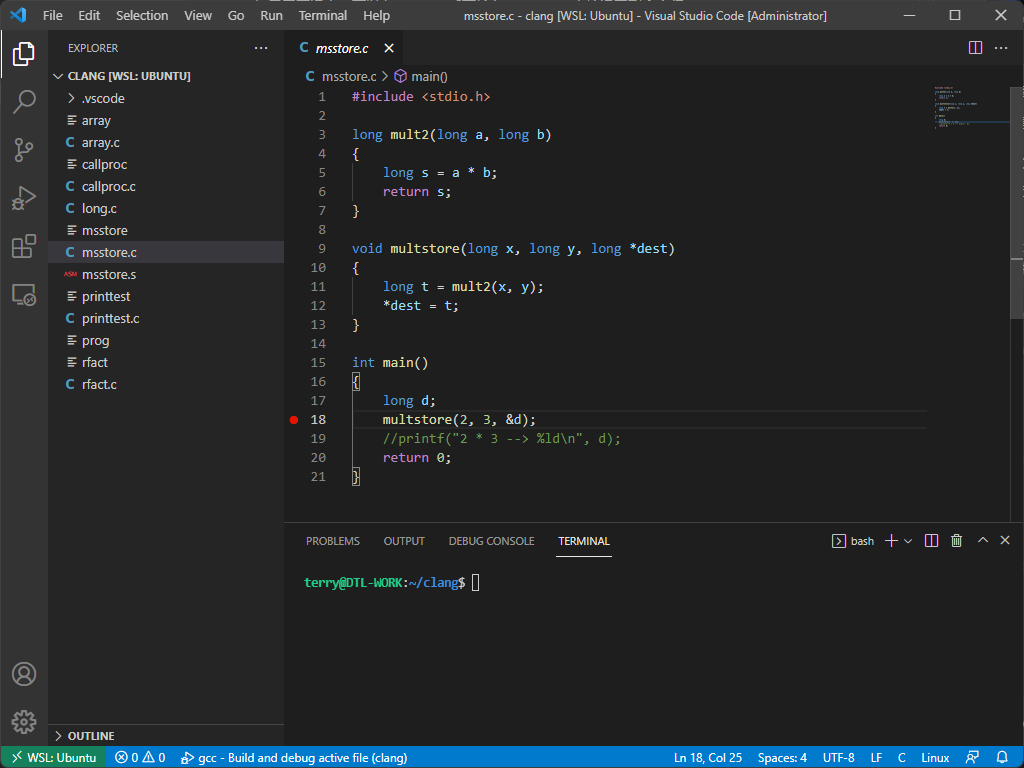 File Edit Selection View Go Run Terminal Help msstore.c - clang [WSL: Ubuntu] - Visual Studio Code [Administrator]
EXPLORER
CLANG [WSL: UBUNTU]
.vscode
array
C array.c
callproc
C callproc.c
C long.c
msstore
C msstore.c
ASM msstore.s
printtest
C printtest.c
prog
rfact
C rfact.c
OUTLINE
C msstore.c
C msstore.c > main()
1 #include <stdio.h>
2
3 long mult2(long a, long b)
4 {
5 long s = a * b;
6 return s;
7 }
8
9 void multstore(long x, long y, long *dest)
10 {
11 long t = mult2(x, y);
12 *dest = t;
13 }
14
15 int main()
16 {
17 long d;
18 multstore(2, 3, &d);
19 //printf("2 * 3 --> %ld\n", d);
20 return 0;
21 }
PROBLEMS OUTPUT DEBUG CONSOLE TERMINAL bash
terry@DTL-WORK:~/clang$
WSL: Ubuntu 0 0 gcc - Build and debug active file (clang) Ln 18, Col 25 Spaces: 4 UTF-8 LF C Linux